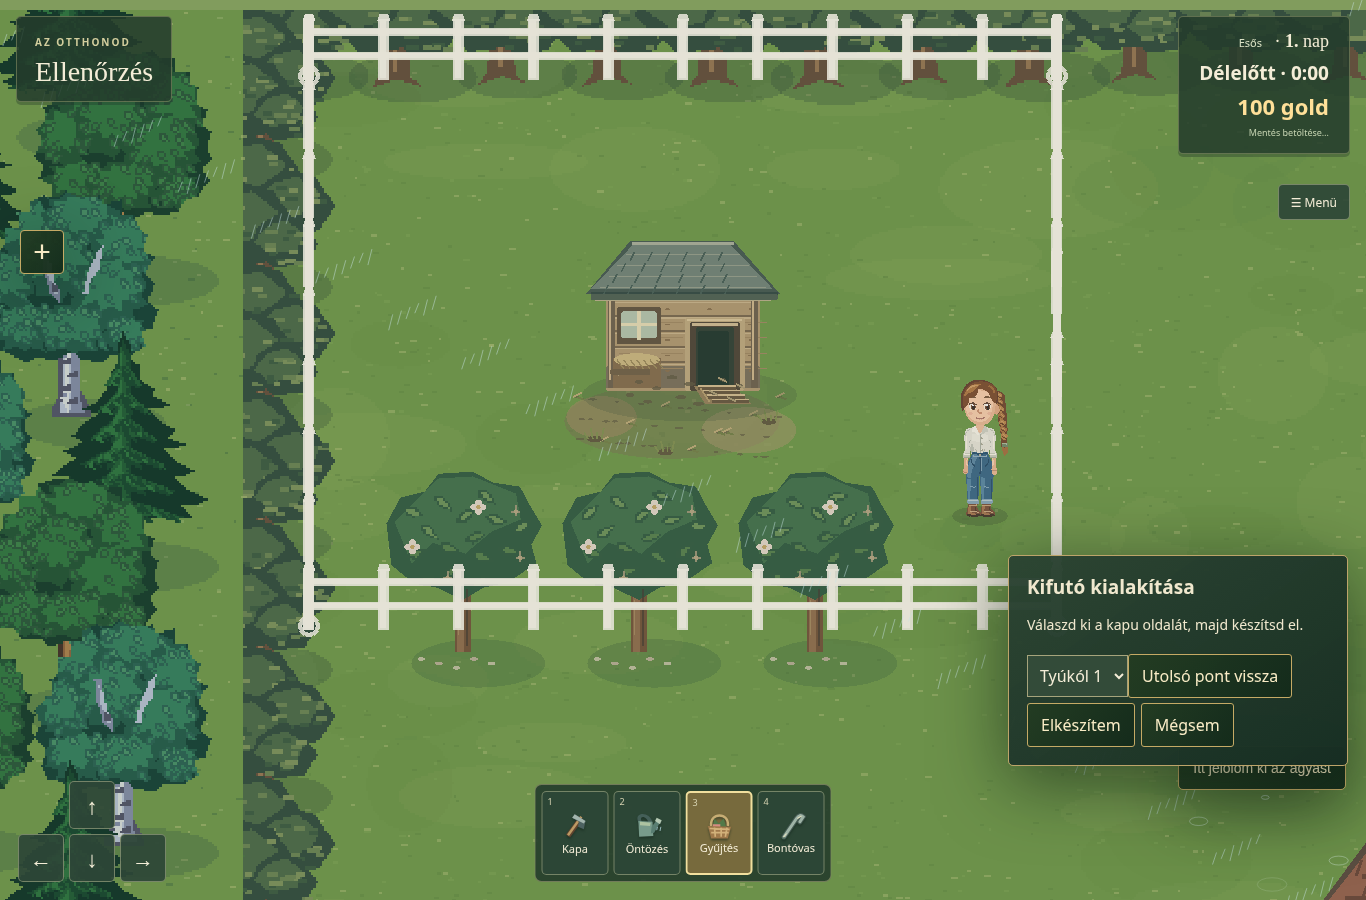 AZ OTTHONOD
Ellenőrzés
Esős · 1. nap
Délelőtt · 0:00
100 gold
Mentés betöltése…
☰ Menü
+
Kifutó kialakítása
Válaszd ki a kapu oldalát, majd készítsd el.
Tyúkól 1
Utolsó pont vissza
Elkészítem
Mégsem
Itt jelölöm ki az ágyást
↑
← ↓ →
1 2 3 4
Kapa Öntözés Gyűjtés Bontóvas